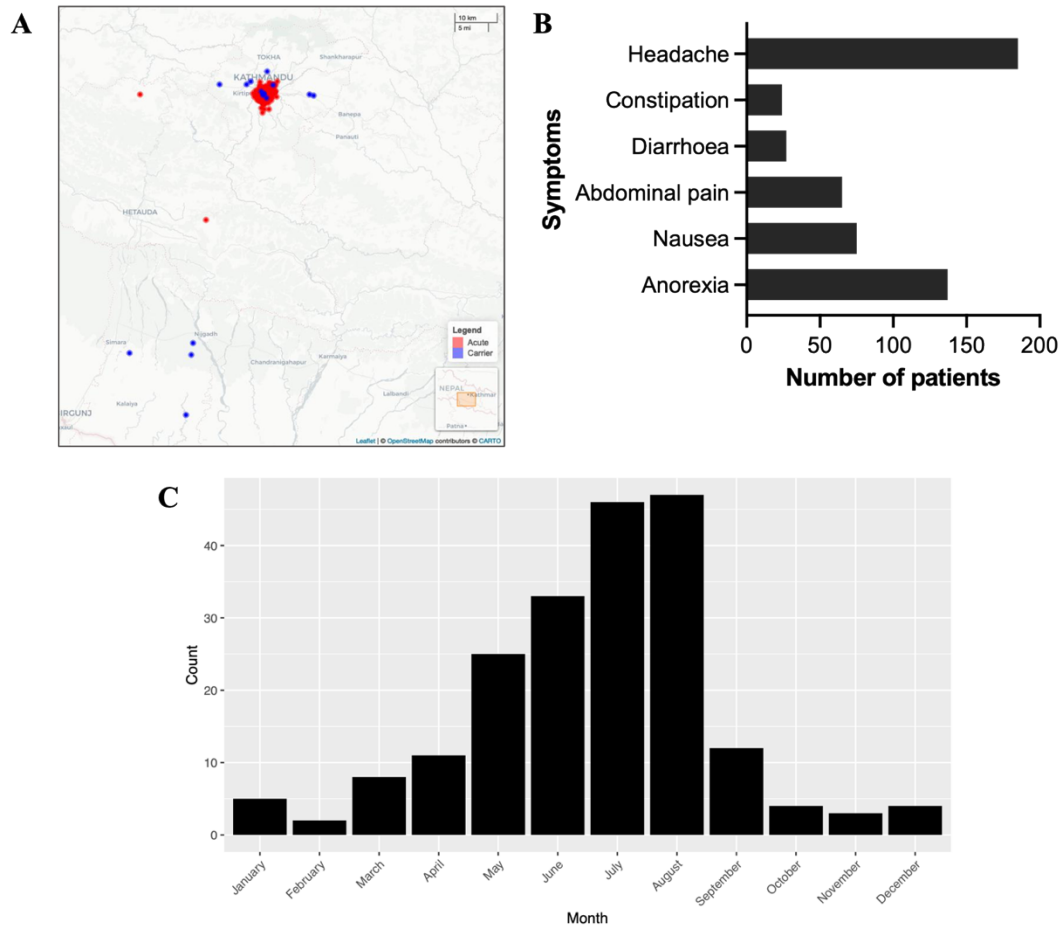 A
10 km
5 mi
TOKHA
Shankharapur
KATHMANDU
Banepa
Panauti
HETAUDA
Nijgadh
Simara
Chandranigahapur
Karmaiya
Kalaiya
Lalbandi
IRGUNJ
Legend
Acute
Carrier
NEPAL
Patna
Leaflet | © OpenStreetMap contributors © CARTO
B
Symptoms
Headache
Constipation
Diarrhoea
Abdominal pain
Nausea
Anorexia
0 50 100 150 200
Number of patients
C
Count
40
30
20
10
0
January February March April May June July August September October November December
Month